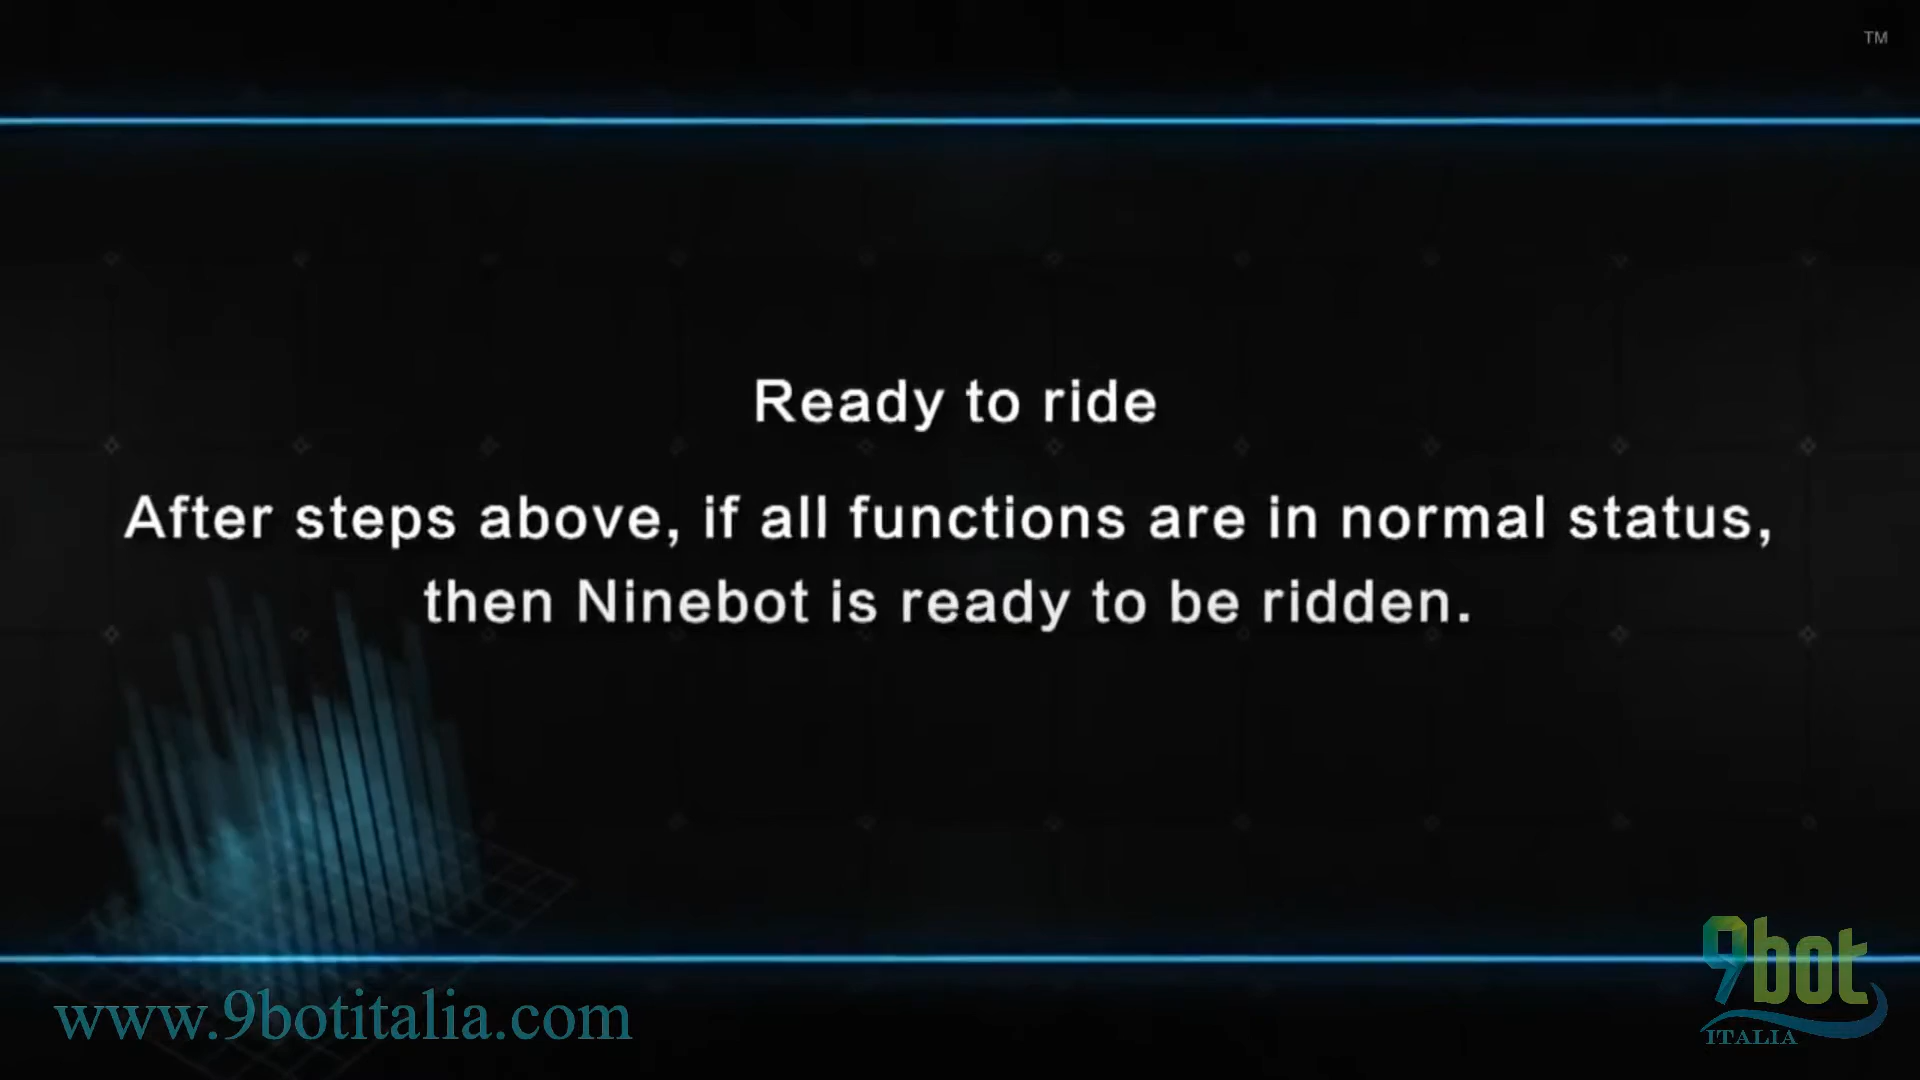 TM
Ready to ride
After steps above, if all functions are in normal status,
then Ninebot is ready to be ridden.
9bot
ITALIA
www.9botitalia.com